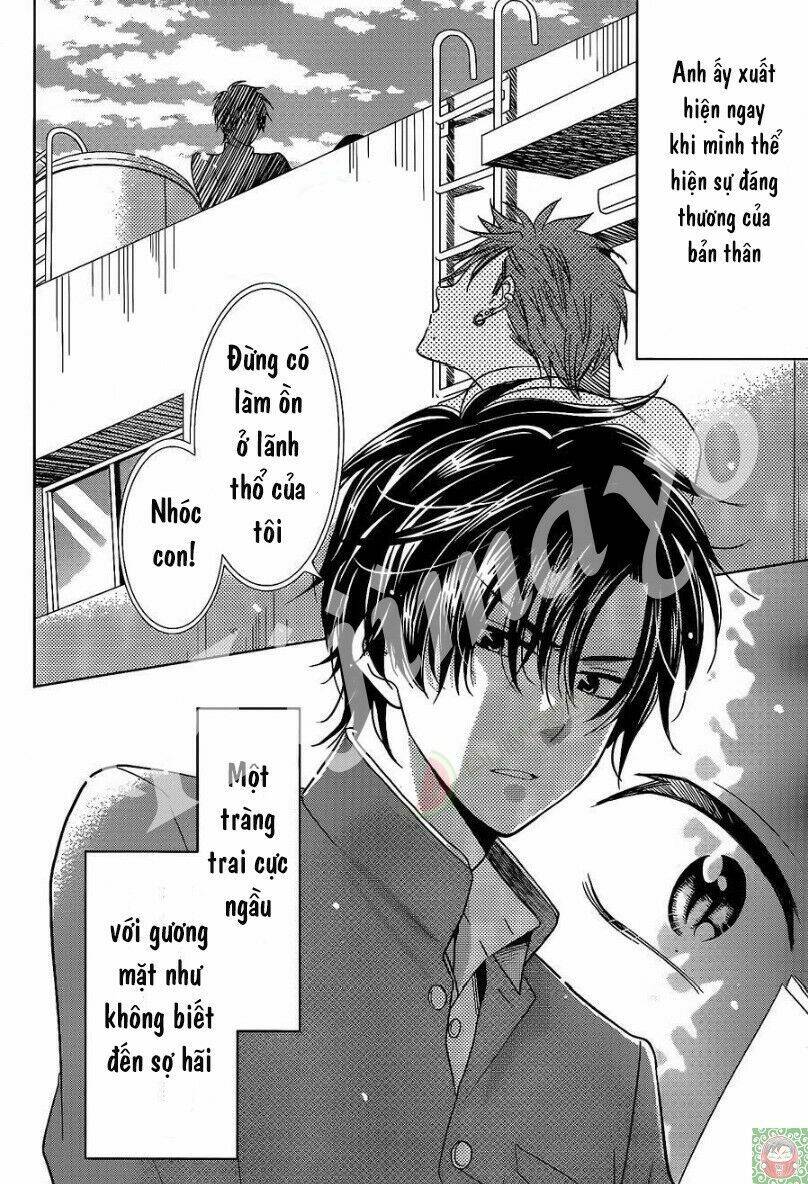 Anh ấy xuất
hiện ngay
khi mình thể
hiện sự đáng
thương của
bản thân
Đừng có
làm ồn
ở lãnh
thổ của
tôi
Nhóc
con!
Một
tràng
trai cực
ngầu
với gương
mặt như
không biết
đến sợ hãi